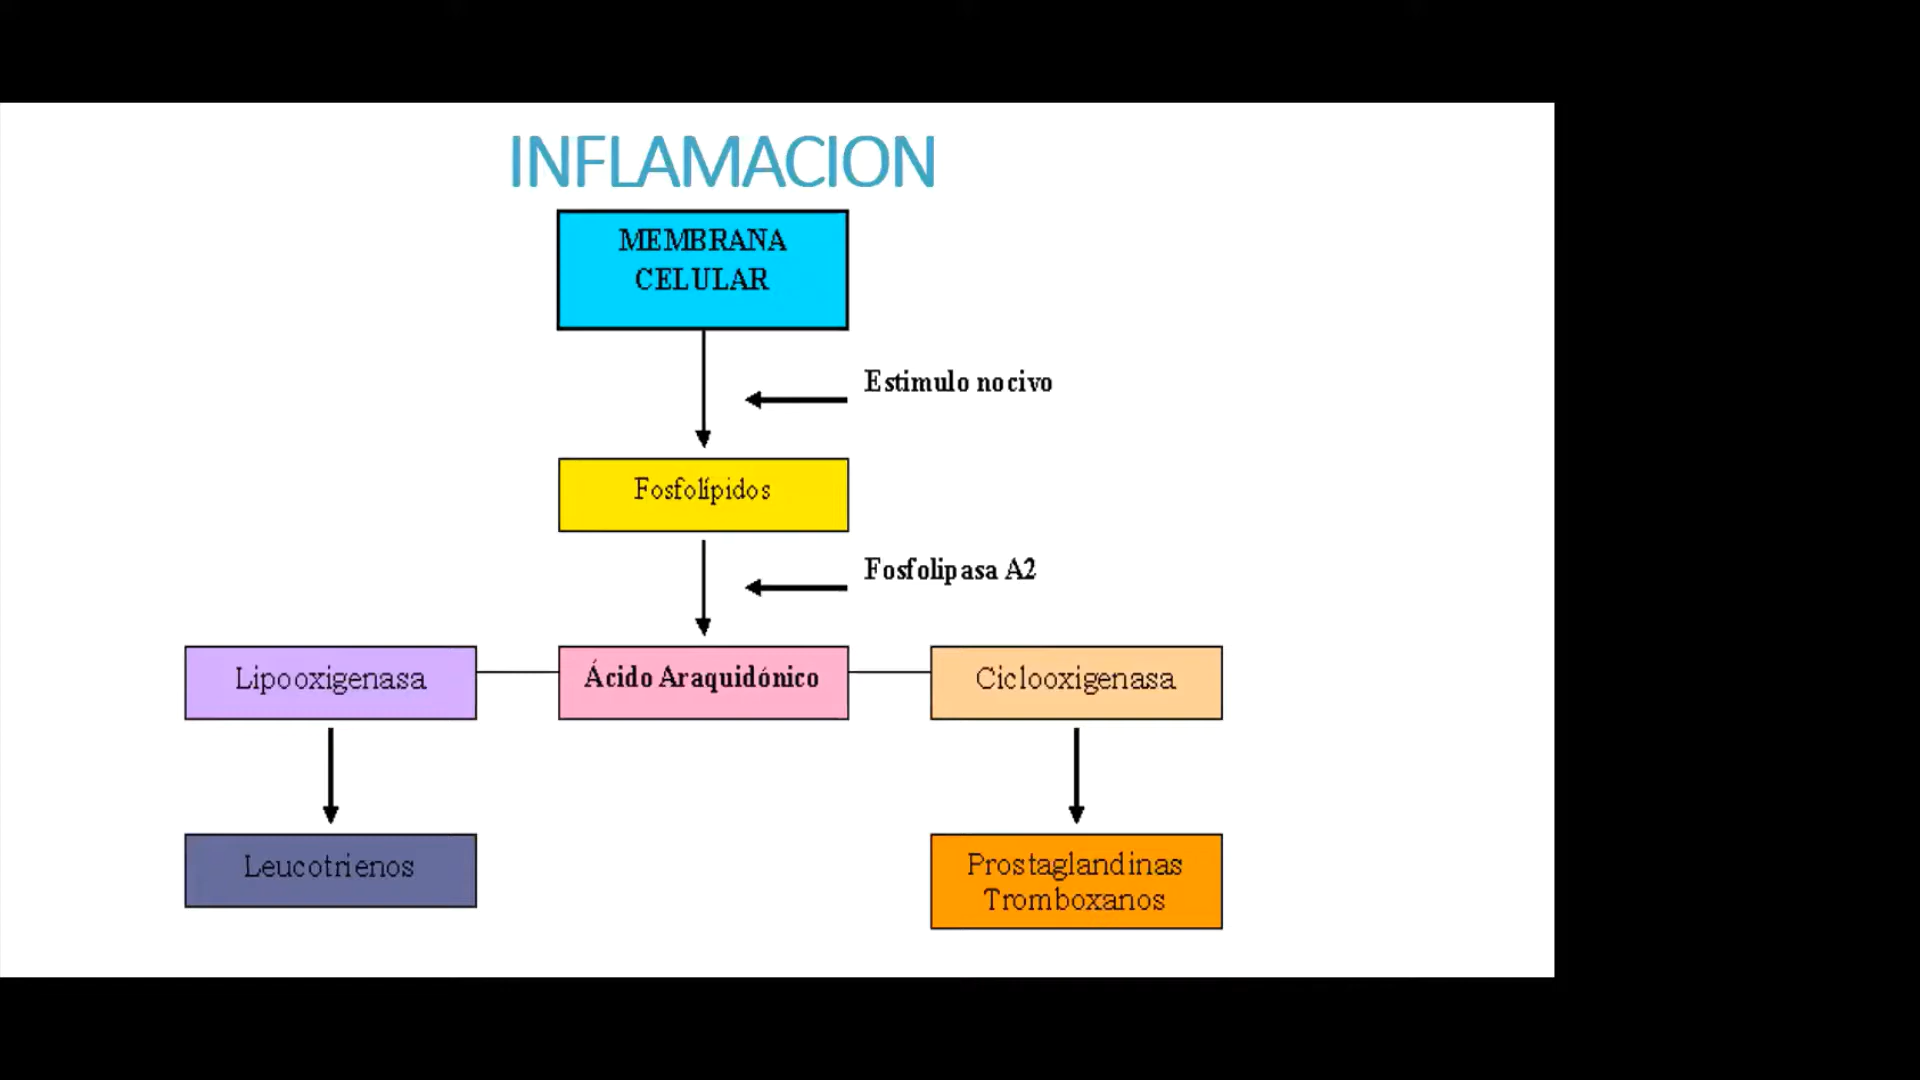 INFLAMACION
MEMBRANA
CELULAR
Estimulo nocivo
Fosfolípidos
Fosfolipasa A2
Lipooxigenasa
Ácido Araquidónico
Ciclooxigenasa
Leucotrienos
Prostaglandinas
Tromboxanos